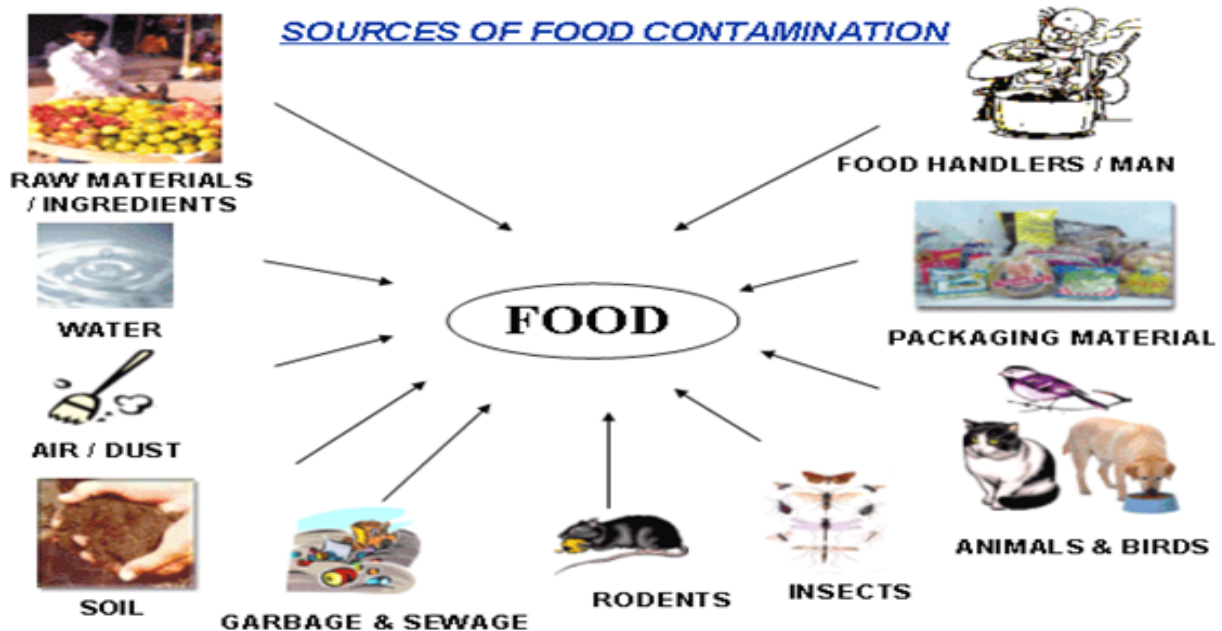 SOURCES OF FOOD CONTAMINATION
RAW MATERIALS
/ INGREDIENTS
FOOD HANDLERS / MAN
WATER
FOOD
PACKAGING MATERIAL
AIR / DUST
SOIL
GARBAGE & SEWAGE
RODENTS
INSECTS
ANIMALS & BIRDS